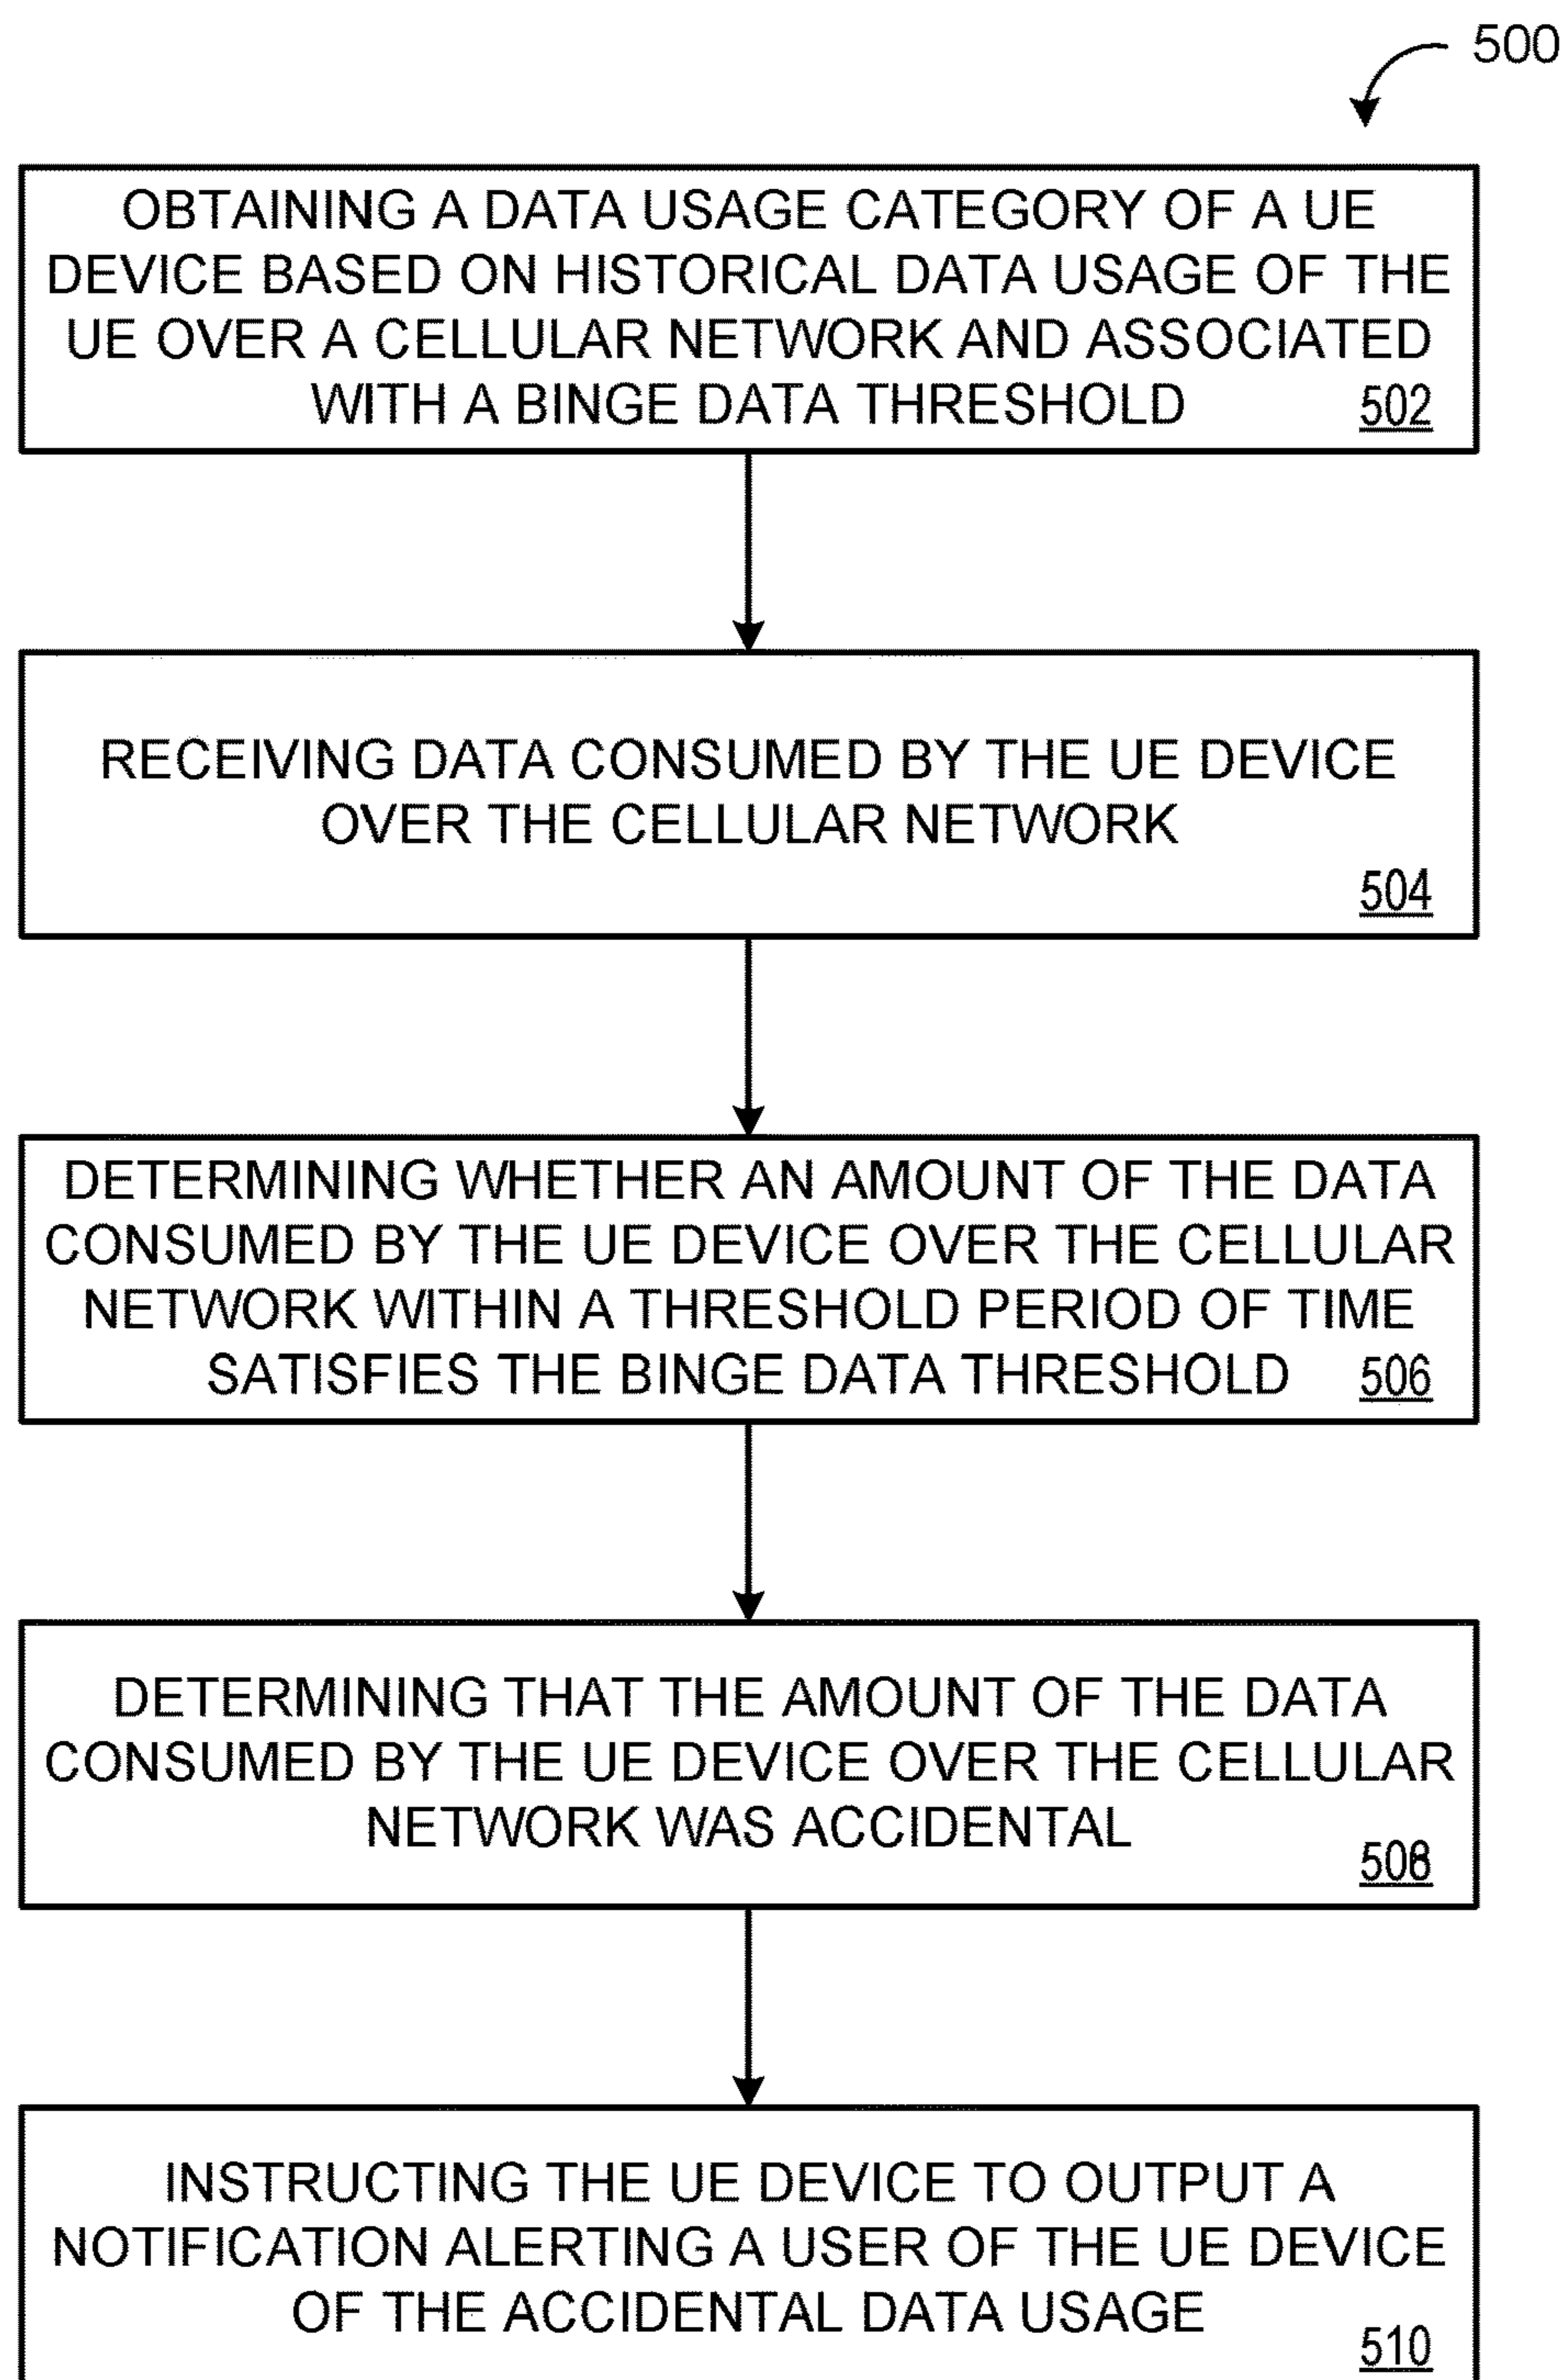 500
OBTAINING A DATA USAGE CATEGORY OF A UE
DEVICE BASED ON HISTORICAL DATA USAGE OF THE
UE OVER A CELLULAR NETWORK AND ASSOCIATED
WITH A BINGE DATA THRESHOLD 502
RECEIVING DATA CONSUMED BY THE UE DEVICE
OVER THE CELLULAR NETWORK
504
DETERMINING WHETHER AN AMOUNT OF THE DATA
CONSUMED BY THE UE DEVICE OVER THE CELLULAR
NETWORK WITHIN A THRESHOLD PERIOD OF TIME
SATISFIES THE BINGE DATA THRESHOLD 506
DETERMINING THAT THE AMOUNT OF THE DATA
CONSUMED BY THE UE DEVICE OVER THE CELLULAR
NETWORK WAS ACCIDENTAL
508
INSTRUCTING THE UE DEVICE TO OUTPUT A
NOTIFICATION ALERTING A USER OF THE UE DEVICE
OF THE ACCIDENTAL DATA USAGE
510